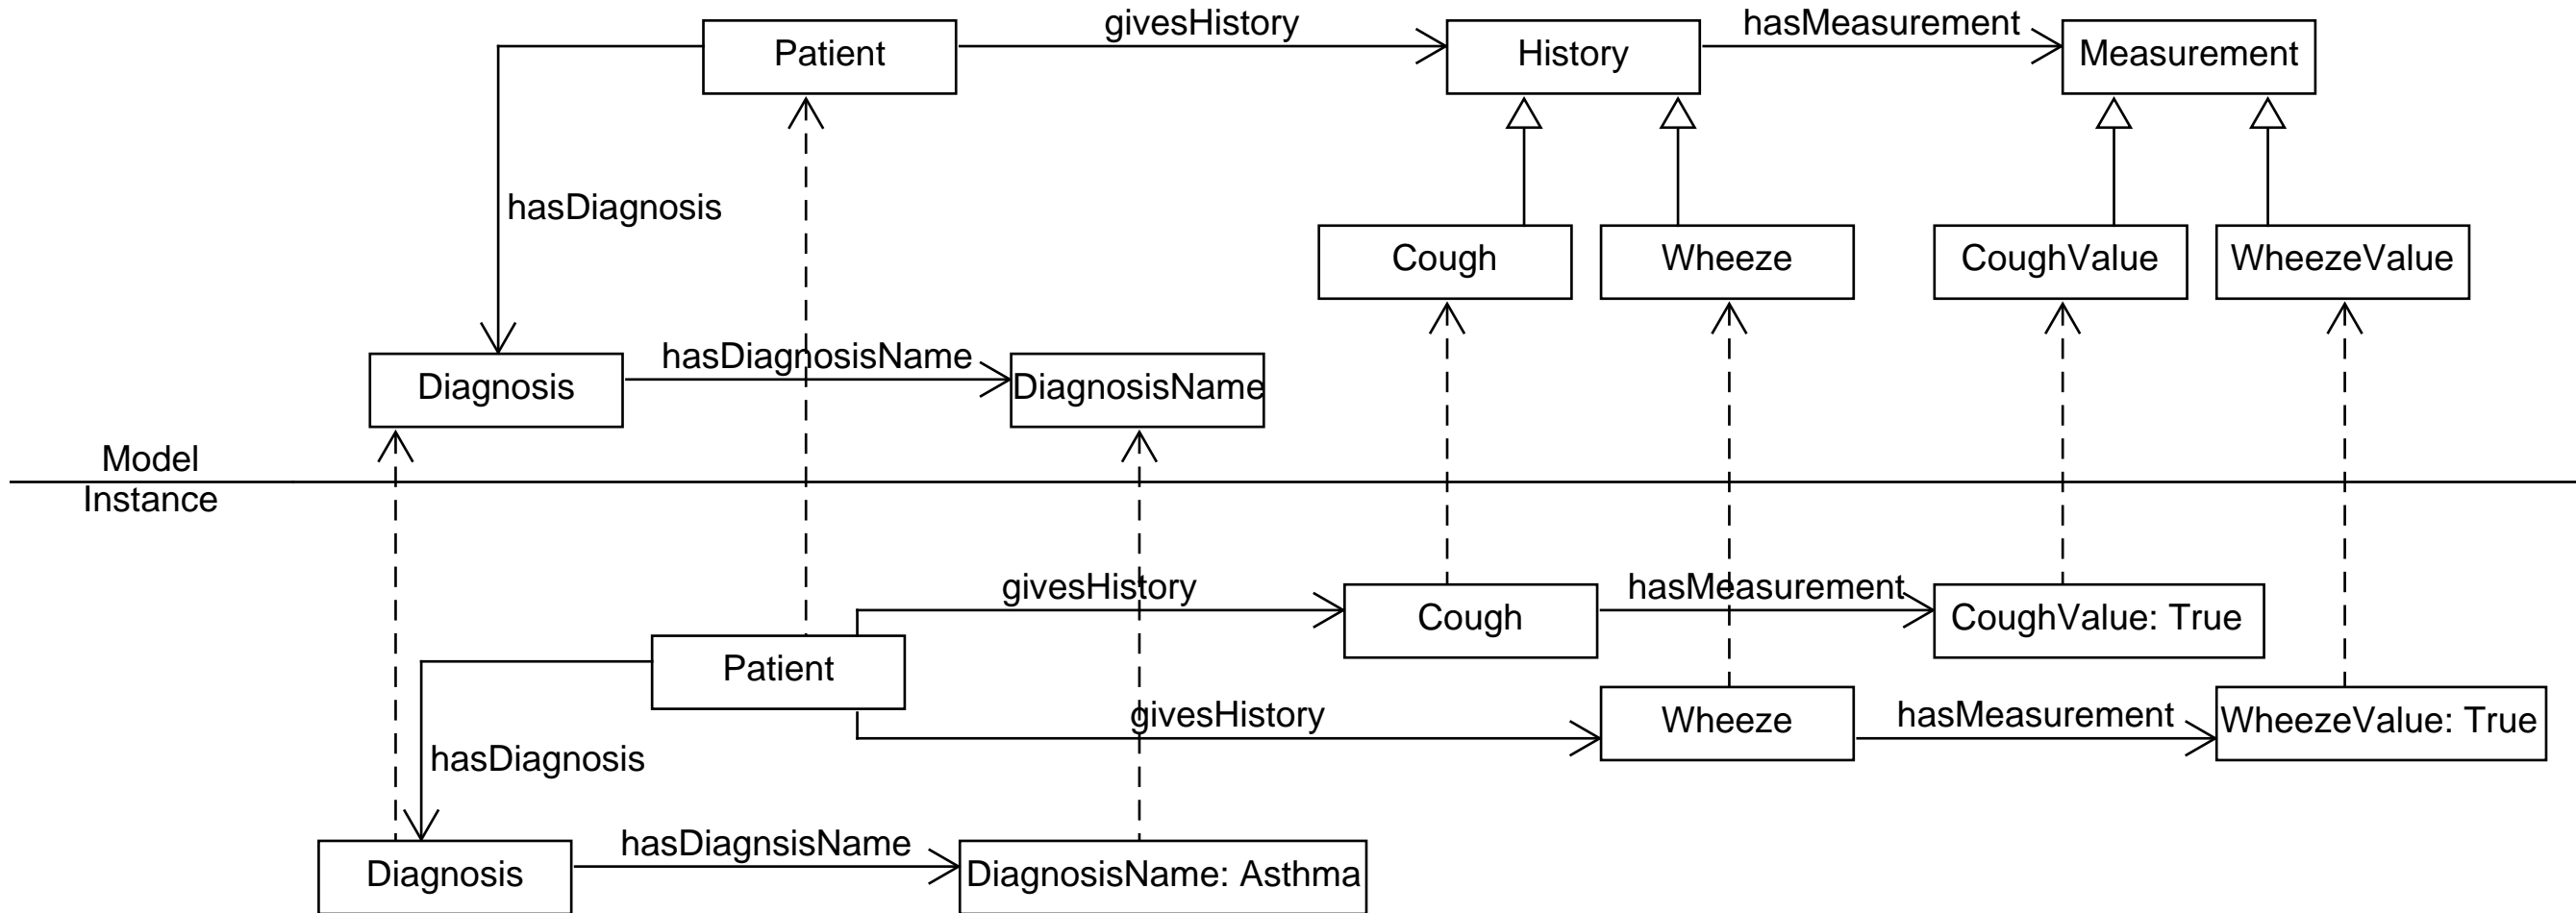 givesHistory
hasMeasurement
Patient
History
Measurement
hasDiagnosis
Cough
Wheeze
CoughValue
WheezeValue
hasDiagnosisName
Diagnosis
DiagnosisName
Model
Instance
givesHistory
hasMeasurement
Cough
CoughValue: True
Patient
givesHistory
Wheeze
hasMeasurement
WheezeValue: True
hasDiagnosis
hasDiagnsisName
Diagnosis
DiagnosisName: Asthma